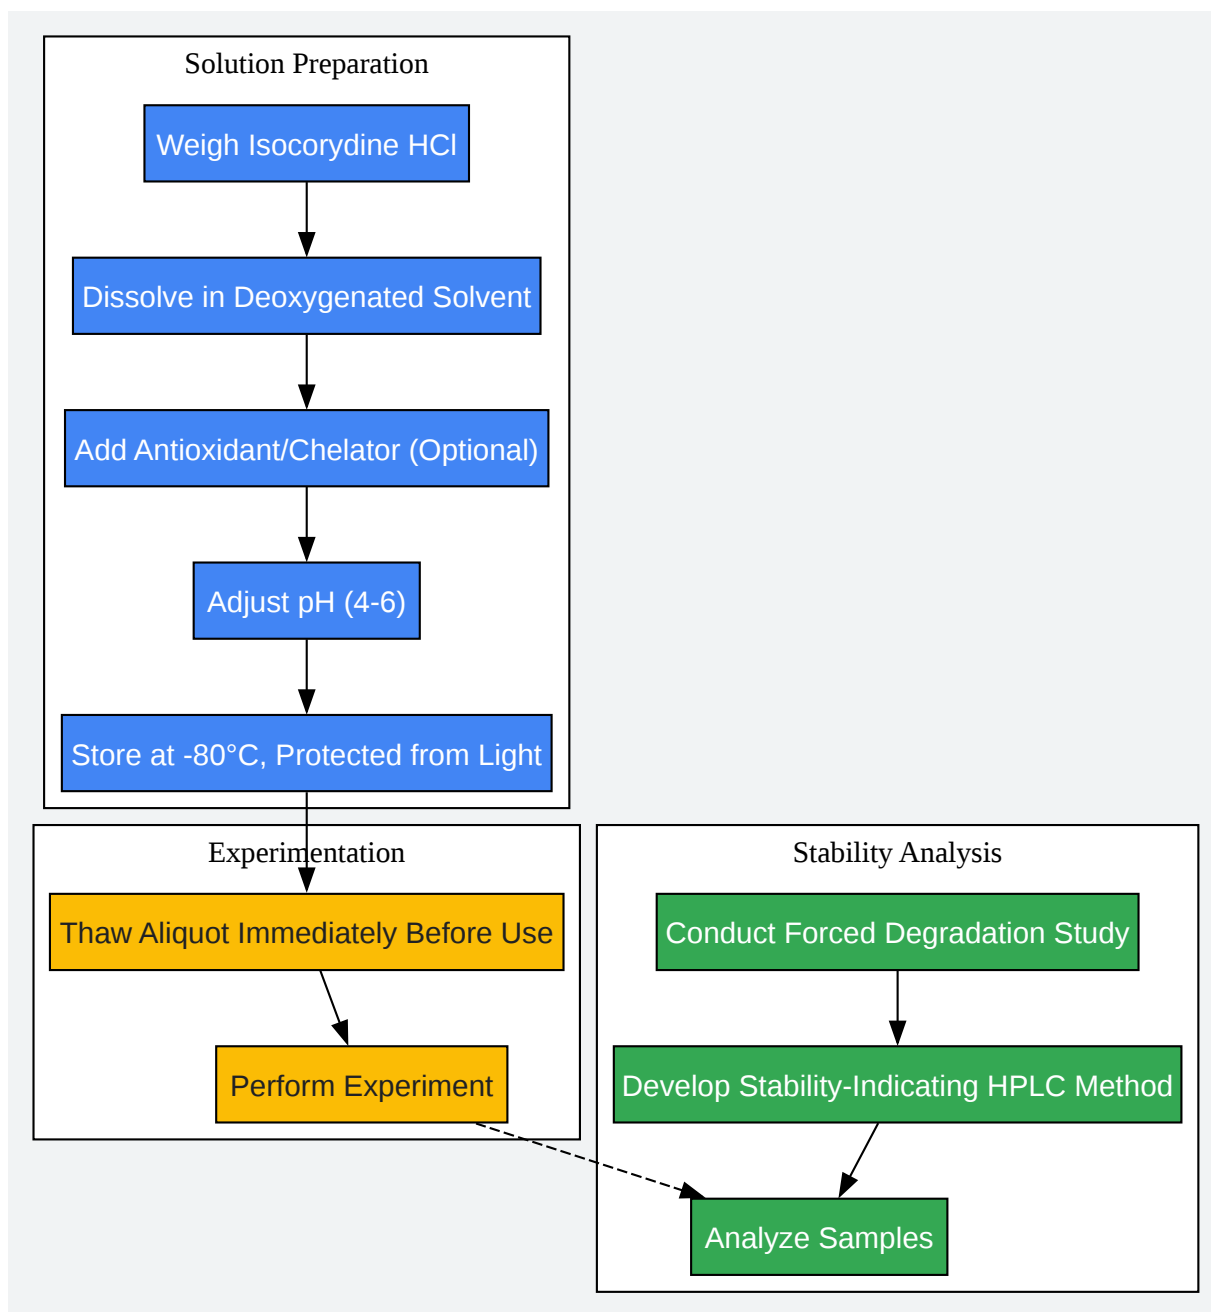 Solution Preparation
Weigh Isocorydine HCl
Dissolve in Deoxygenated Solvent
Add Antioxidant/Chelator (Optional)
Adjust pH (4-6)
Store at -80°C, Protected from Light
Experimentation
Thaw Aliquot Immediately Before Use
Perform Experiment
Stability Analysis
Conduct Forced Degradation Study
Develop Stability-Indicating HPLC Method
Analyze Samples